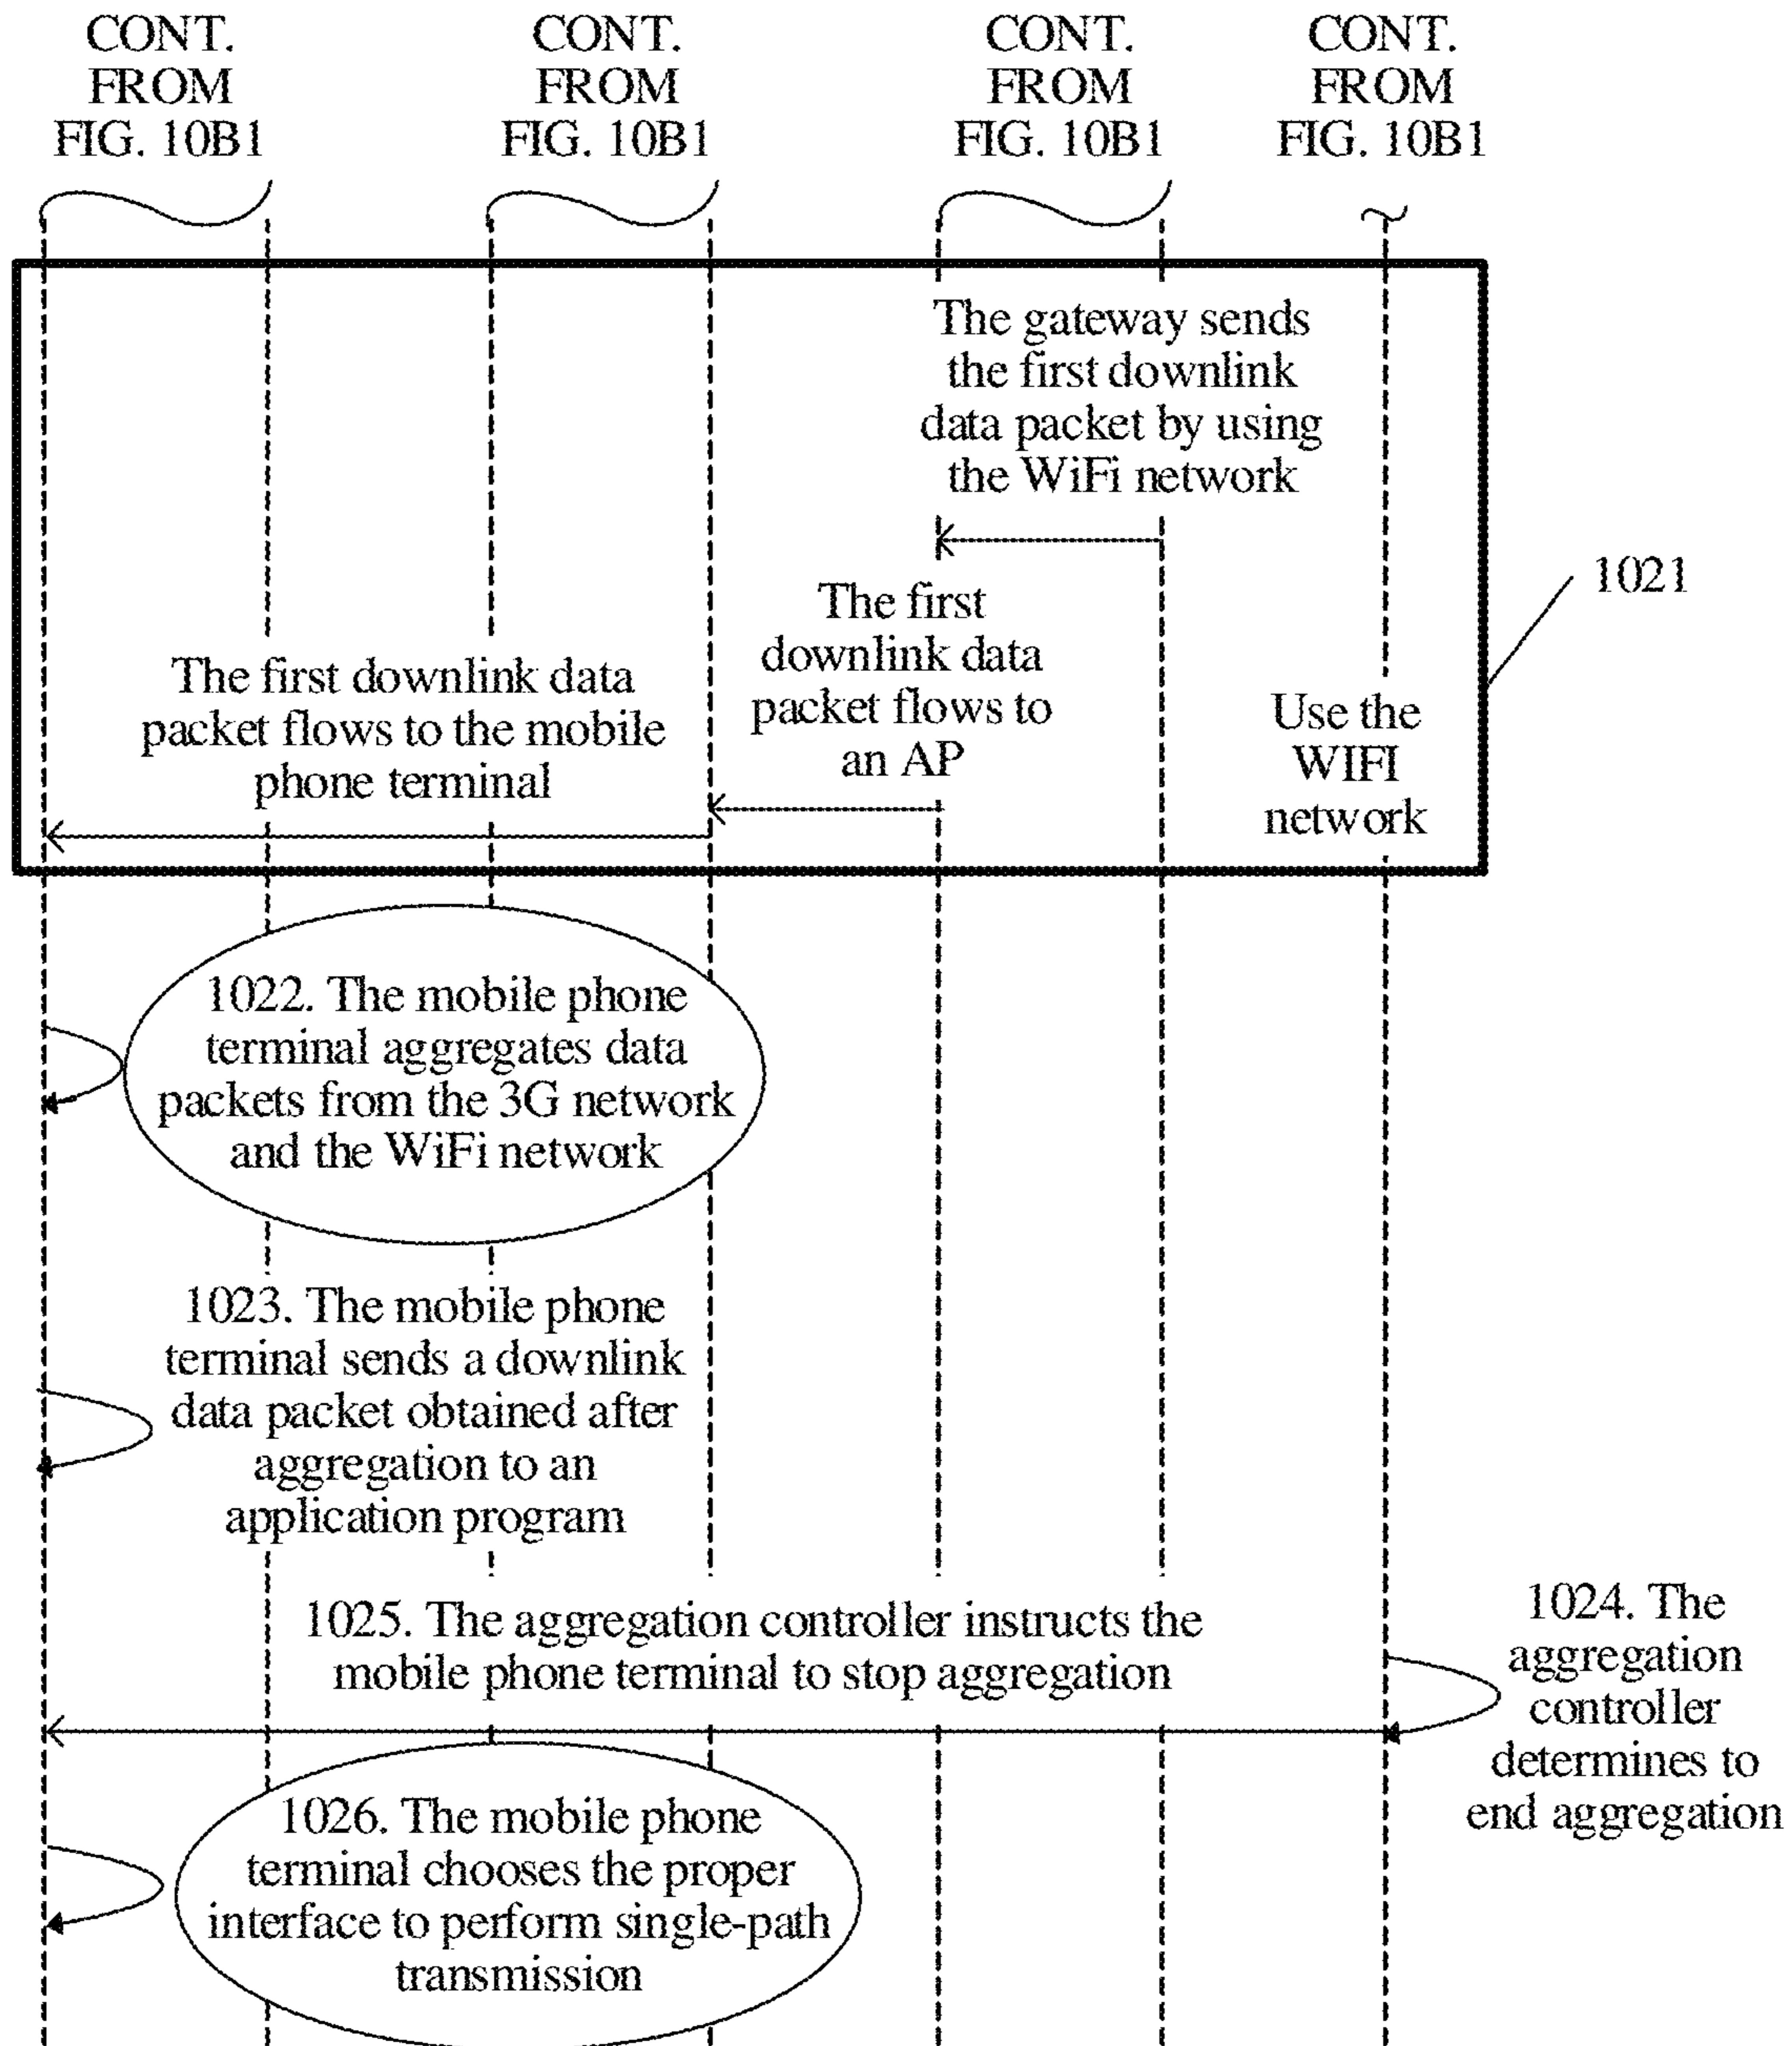 CONT.
FROM
FIG. 10B1
CONT.
FROM
FIG. 10B1
CONT.
FROM
FIG. 10B1
CONT.
FROM
FIG. 10B1
The gateway sends
the first downlink
data packet by using
the WiFi network
1021
The first
downlink data
packet flows to
an AP
The first downlink data
packet flows to the mobile
phone terminal
Use the
WIFI
network
1022. The mobile phone
terminal aggregates data
packets from the 3G network
and the WiFi network
1023. The mobile phone
terminal sends a downlink
data packet obtained after
aggregation to an
application program
1024. The
aggregation
controller
determines to
end aggregation
1025. The aggregation controller instructs the
mobile phone terminal to stop aggregation
1026. The mobile phone
terminal chooses the proper
interface to perform single-path
transmission